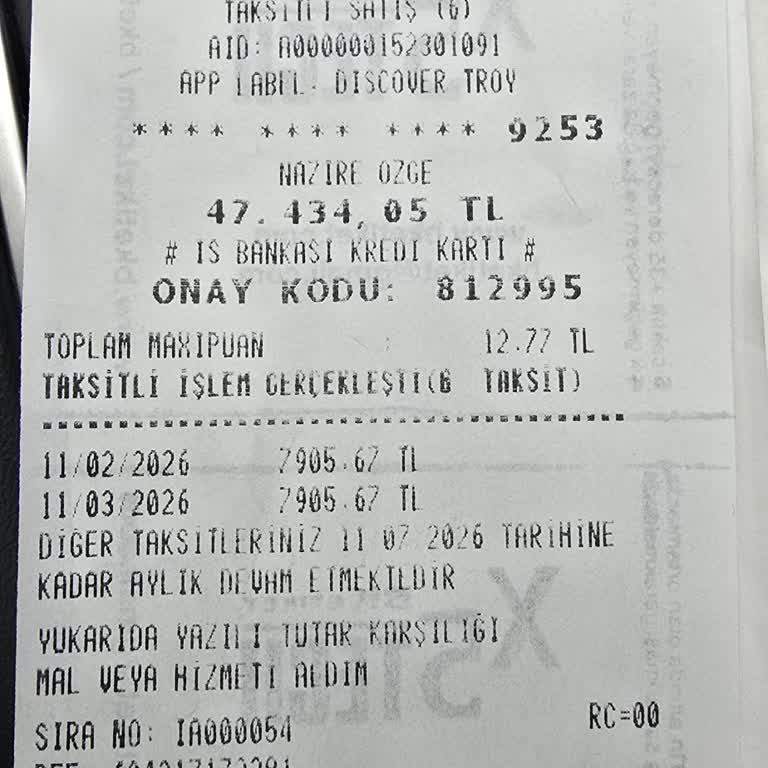 TAKSİTLİ SATIŞ (6)
AID: A0000000152301091
APP LABEL: DISCOVER TROY
**** **** **** 9253
NAZIRE OZGE
47.434,05 TL
# IS BANKASI KREDI KARTI #
ONAY KODU: 812995
TOPLAM MAXIPUAN : 12.77 TL
TAKSİTLİ İŞLEM GERÇEKLEŞTİ(6 TAKSİT)
11/02/2026 7905.67 TL
11/03/2026 7905.67 TL
DİĞER TAKSİTLERİNİZ 11 07 2026 TARİHİNE
KADAR AYLIK DEVAM ETMEKTEDİR
YUKARIDA YAZILI TUTAR KARŞILIĞI
MAL VEYA HİZMETİ ALDIM
SIRA NO: IA000054
RC=00